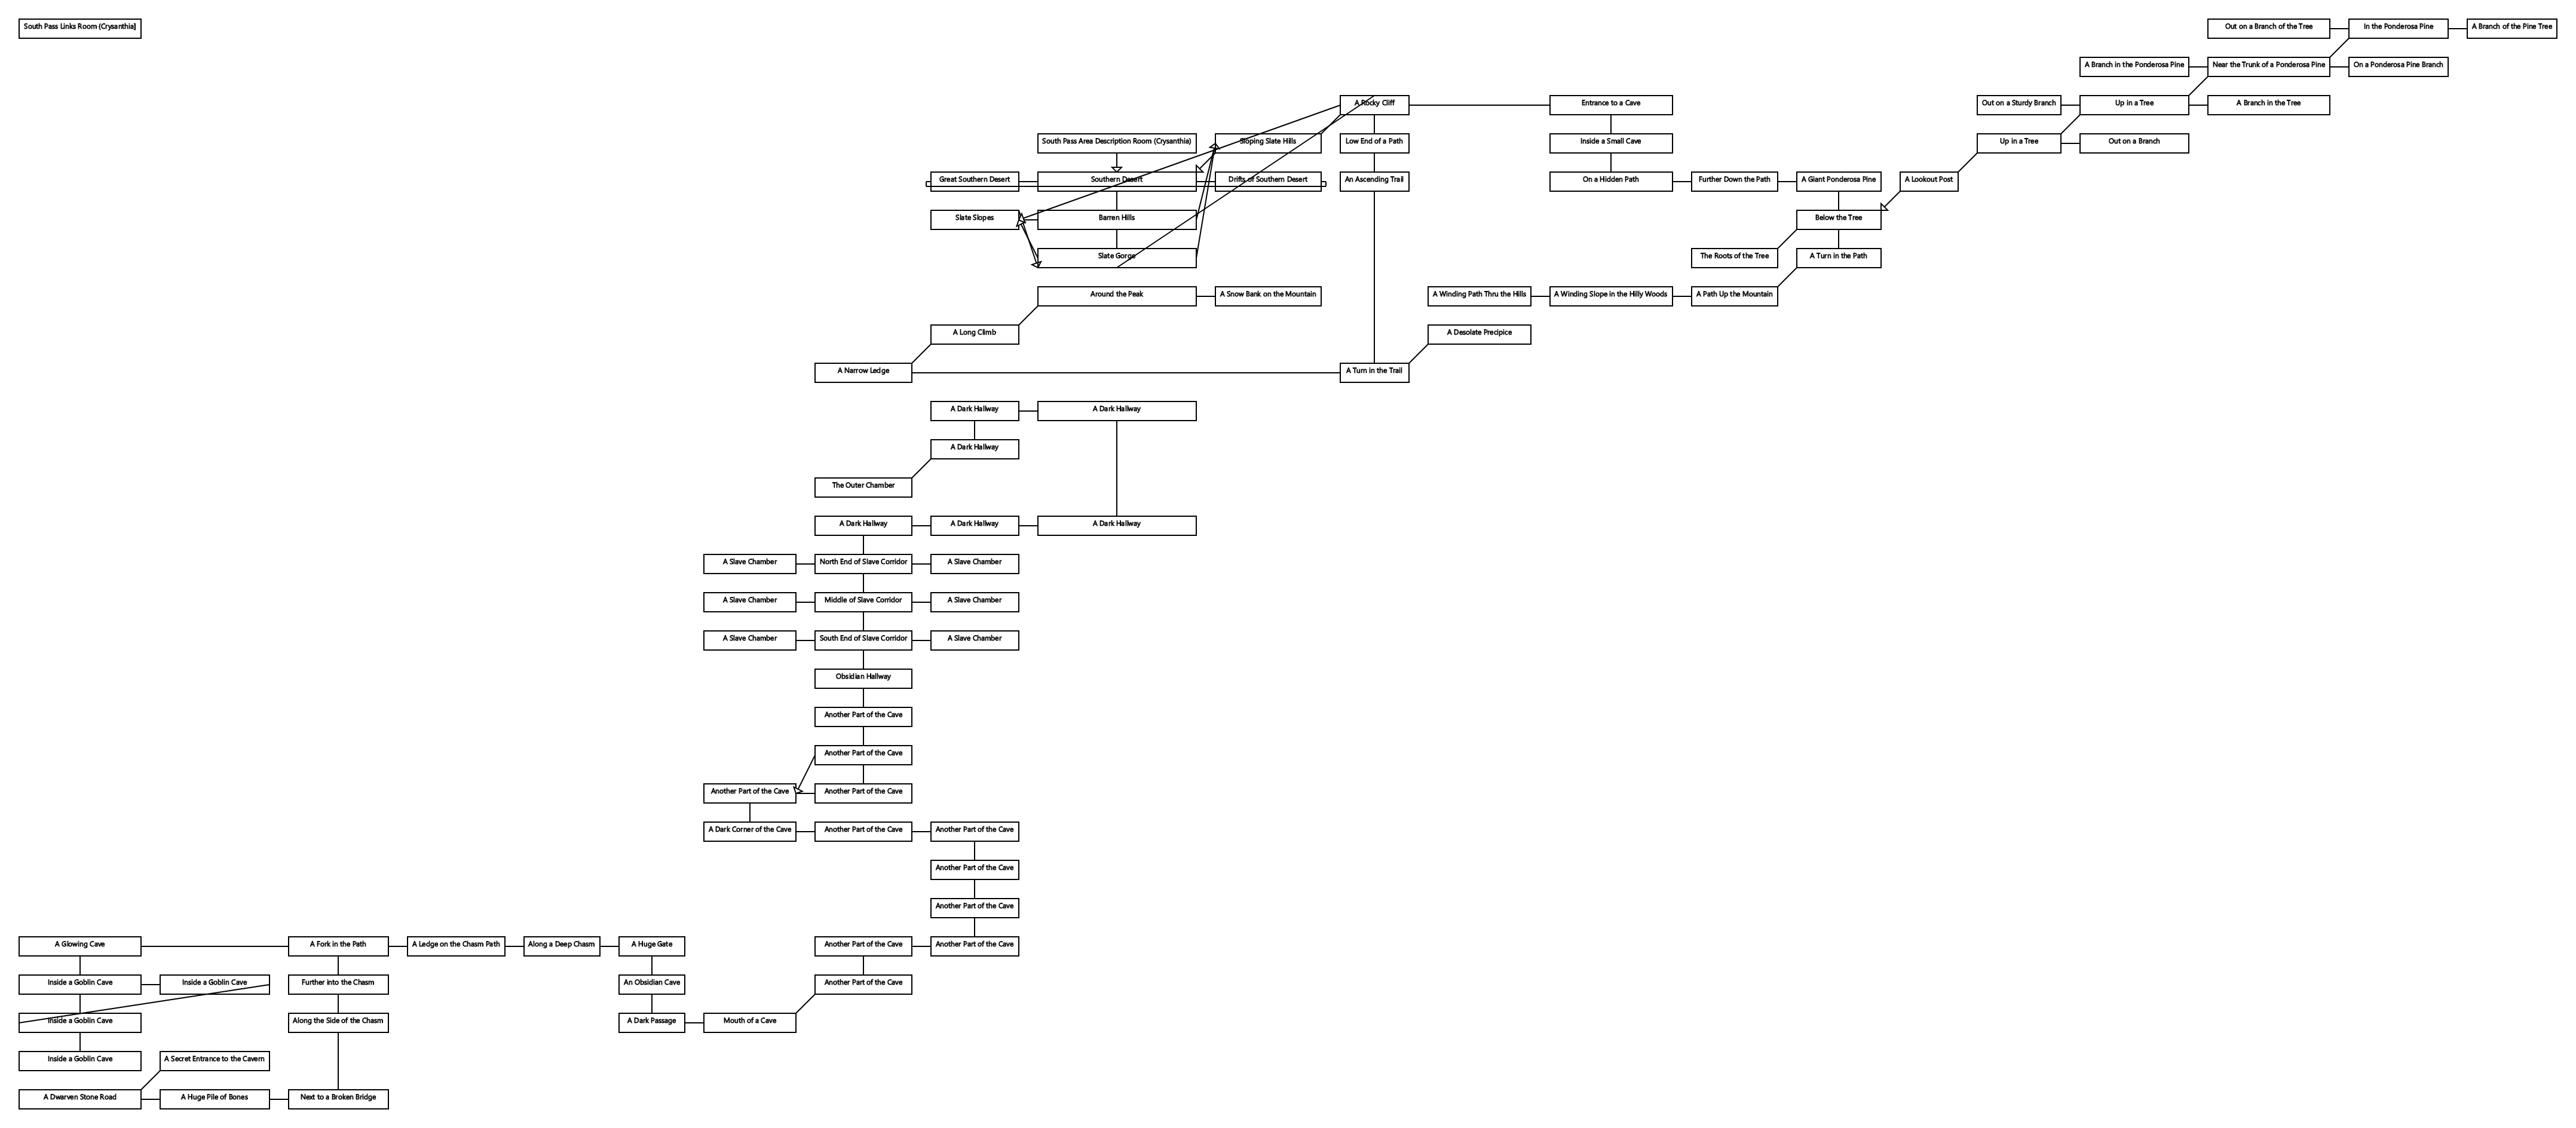 South Pass Links Room (Crysanthia)
Out on a Branch of the Tree
In the Ponderosa Pine
A Branch of the Pine Tree
A Branch in the Ponderosa Pine
Near the Trunk of a Ponderosa Pine
On a Ponderosa Pine Branch
A Rocky Cliff
Entrance to a Cave
Out on a Sturdy Branch
Up in a Tree
A Branch in the Tree
South Pass Area Description Room (Crysanthia)
Sloping Slate Hills
Low End of a Path
Inside a Small Cave
Up in a Tree
Out on a Branch
Great Southern Desert
Southern Desert
Drifts of Southern Desert
An Ascending Trail
On a Hidden Path
Further Down the Path
A Giant Ponderosa Pine
A Lookout Post
Slate Slopes
Barren Hills
Below the Tree
Slate Gorge
The Roots of the Tree
A Turn in the Path
Around the Peak
A Snow Bank on the Mountain
A Winding Path Thru the Hills
A Winding Slope in the Hilly Woods
A Path Up the Mountain
A Long Climb
A Desolate Precipice
A Narrow Ledge
A Turn in the Trail
A Dark Hallway
A Dark Hallway
A Dark Hallway
The Outer Chamber
A Dark Hallway
A Dark Hallway
A Dark Hallway
A Slave Chamber
North End of Slave Corridor
A Slave Chamber
A Slave Chamber
Middle of Slave Corridor
A Slave Chamber
A Slave Chamber
South End of Slave Corridor
A Slave Chamber
Obsidian Hallway
Another Part of the Cave
Another Part of the Cave
Another Part of the Cave
Another Part of the Cave
A Dark Corner of the Cave
Another Part of the Cave
Another Part of the Cave
Another Part of the Cave
Another Part of the Cave
A Glowing Cave
A Fork in the Path
A Ledge on the Chasm Path
Along a Deep Chasm
A Huge Gate
Another Part of the Cave
Another Part of the Cave
Inside a Goblin Cave
Inside a Goblin Cave
Further into the Chasm
An Obsidian Cave
Another Part of the Cave
Inside a Goblin Cave
Along the Side of the Chasm
A Dark Passage
Mouth of a Cave
Inside a Goblin Cave
A Secret Entrance to the Cavern
A Dwarven Stone Road
A Huge Pile of Bones
Next to a Broken Bridge